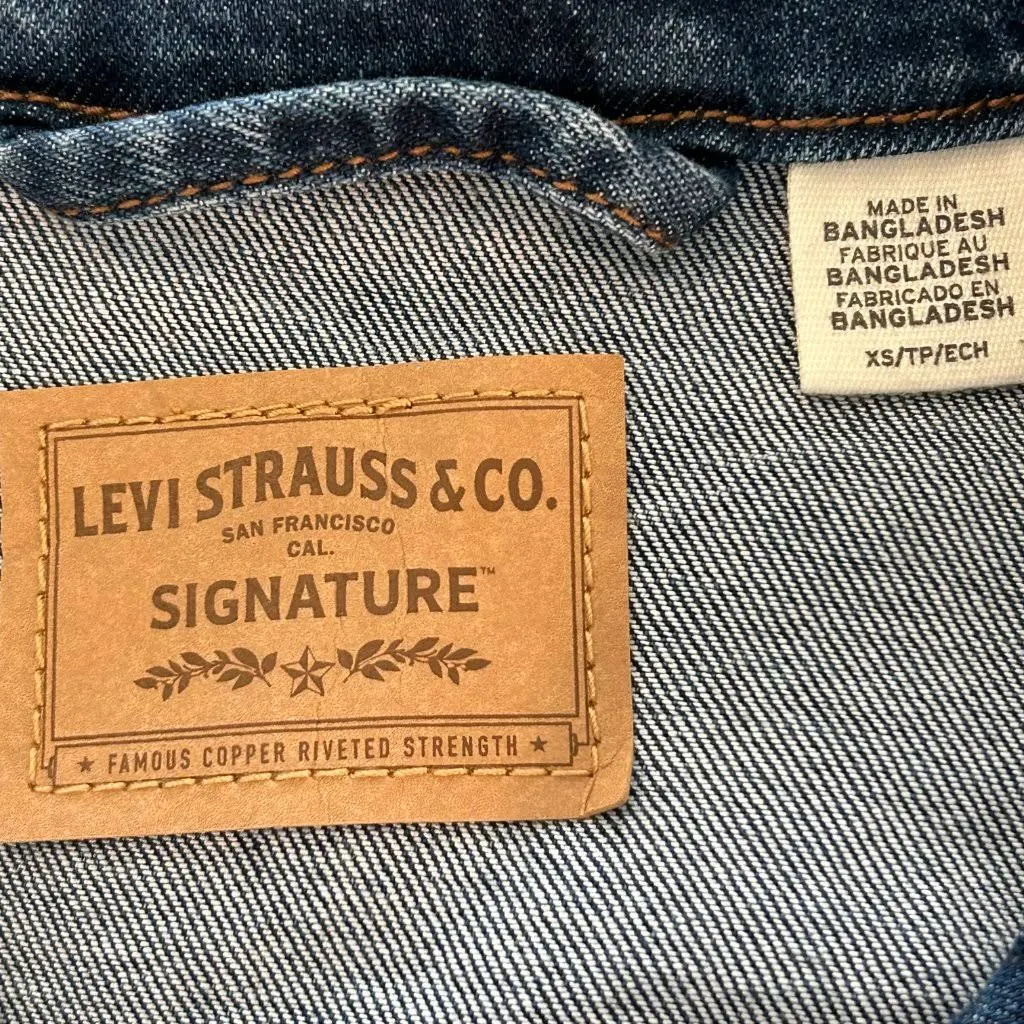 LEVI STRAUSS & CO.
SAN FRANCISCO
CAL.
SIGNATURE™
★ FAMOUS COPPER RIVETED STRENGTH ★
MADE IN
BANGLADESH
FABRIQUE AU
BANGLADESH
FABRICADO EN
BANGLADESH
XS/TP/ECH